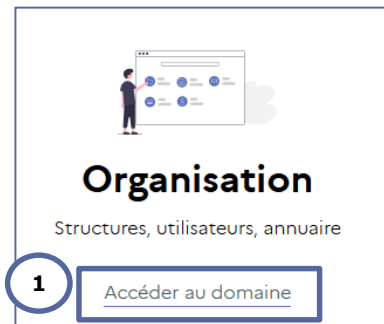 Organisation
Structures, utilisateurs, annuaire
1
Accéder au domaine